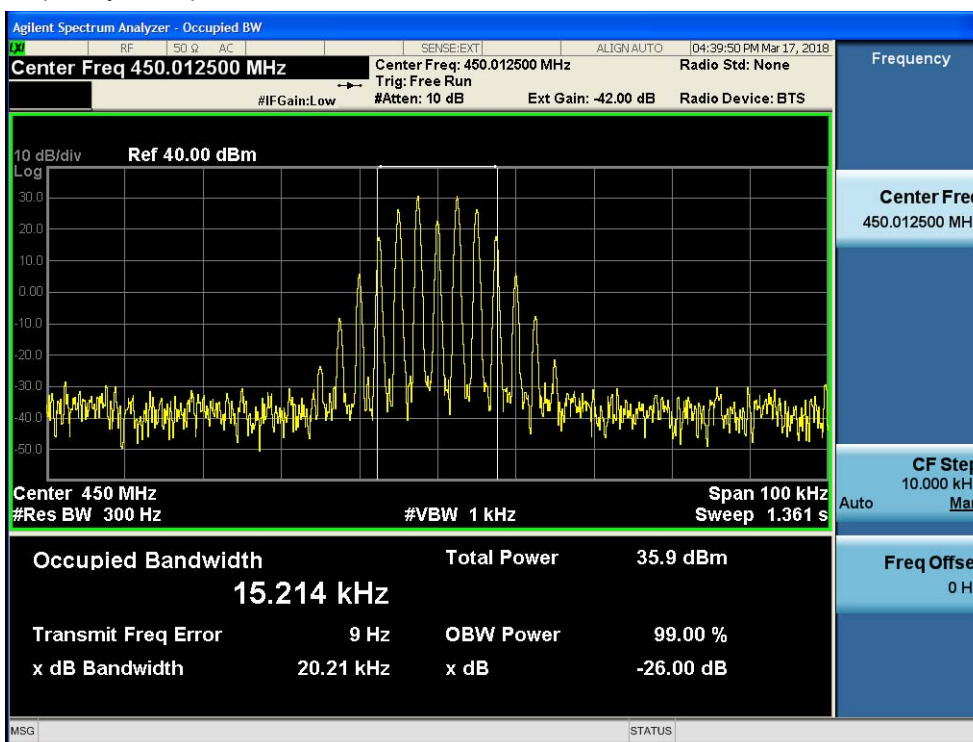 Agilent Spectrum Analyzer - Occupied BW
LXI RF 50 Ω AC SENSE:EXT ALIGN AUTO 04:39:50 PM Mar 17, 2018
Center Freq 450.012500 MHz Center Freq: 450.012500 MHz Radio Std: None
Trig: Free Run
#IFGain:Low #Atten: 10 dB Ext Gain: -42.00 dB Radio Device: BTS
10 dB/div Ref 40.00 dBm
Log
30.0
20.0
10.0
0.00
-10.0
-20.0
-30.0
-40.0
-50.0
Center 450 MHz Span 100 kHz
#Res BW 300 Hz #VBW 1 kHz Sweep 1.361 s
Occupied Bandwidth Total Power 35.9 dBm
15.214 kHz
Transmit Freq Error 9 Hz OBW Power 99.00 %
x dB Bandwidth 20.21 kHz x dB -26.00 dB
MSG STATUS
Frequency
Center Fre
450.012500 MH
CF Step
10.000 kH
Auto Ma
Freq Offse
0 H